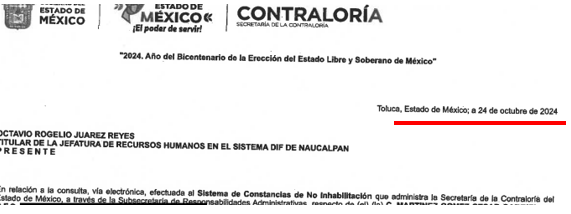 ESTADO DE
MÉXICO
ESTADO DE
MÉXICO
¡El poder de servir!
CONTRALORÍA
SECRETARÍA DE LA CONTRALORÍA
"2024. Año del Bicentenario de la Erección del Estado Libre y Soberano de México"
Toluca, Estado de México; a 24 de octubre de 2024
OCTAVIO ROGELIO JUAREZ REYES
TITULAR DE LA JEFATURA DE RECURSOS HUMANOS EN EL SISTEMA DIF DE NAUCALPAN
PRESENTE
En relación a la consulta, vía electrónica, efectuada al Sistema de Constancias de No Inhabilitación que administra la Secretaría de la Contraloría del
Estado de México, a través de la Subsecretaría de Responsabilidades Administrativas, respecto de (el) (la) C. MARTINEZ